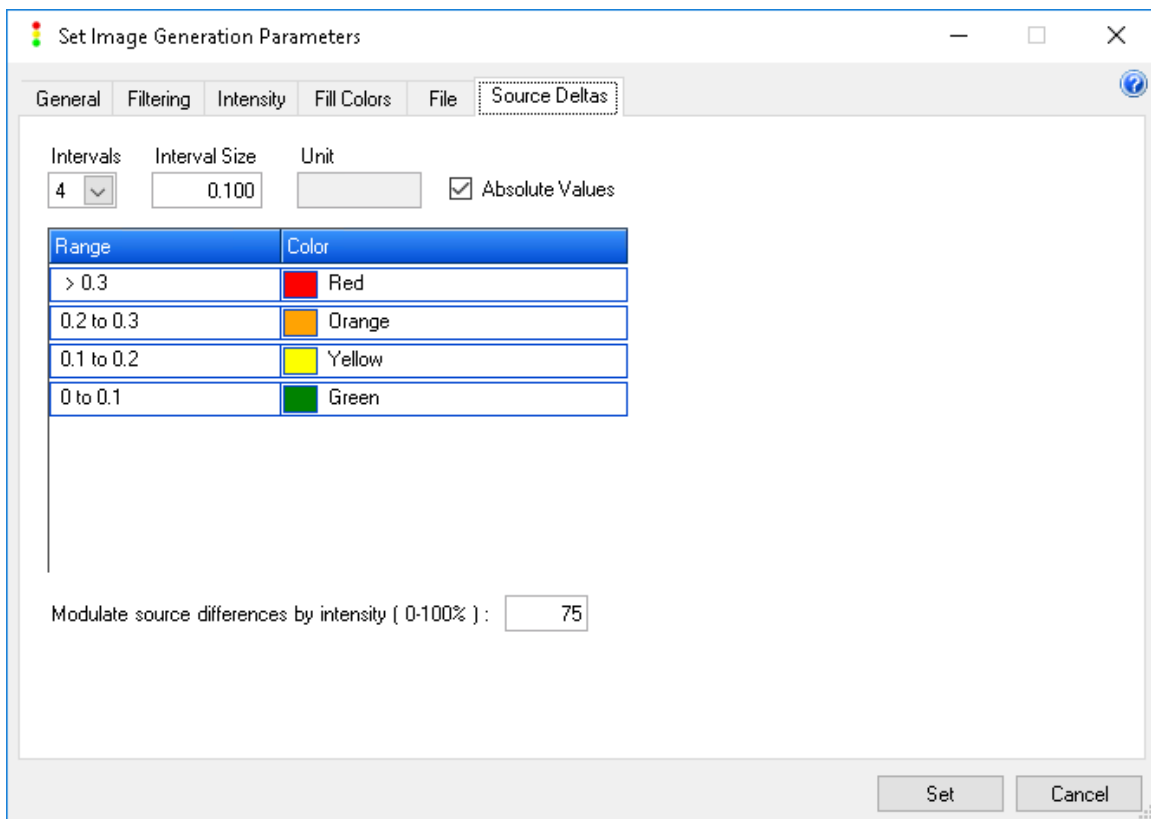 Set Image Generation Parameters
General Filtering Intensity Fill Colors File Source Deltas
Intervals Interval Size Unit
4 0.100 Absolute Values
Range Color
> 0.3 Red
0.2 to 0.3 Orange
0.1 to 0.2 Yellow
0 to 0.1 Green
Modulate source differences by intensity ( 0-100% ) : 75
Set Cancel